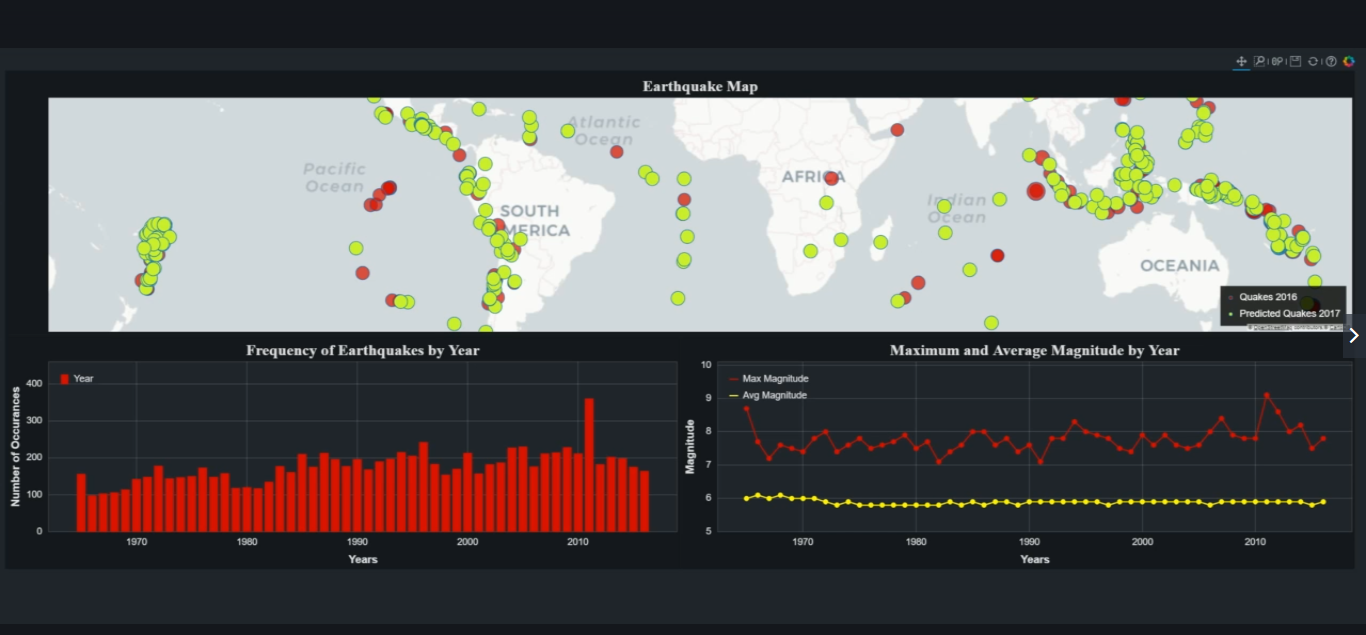 Earthquake Map
Atlantic
Ocean
Pacific
Ocean
AFRICA
Indian
Ocean
SOUTH
MERICA
OCEANIA
Quakes 2016
Predicted Quakes 2017
Frequency of Earthquakes by Year
Year
Number of Occurances
400
300
200
100
0
1970 1980 1990 2000 2010
Years
Maximum and Average Magnitude by Year
Max Magnitude
Avg Magnitude
Magnitude
10
9
8
7
6
5
1970 1980 1990 2000 2010
Years